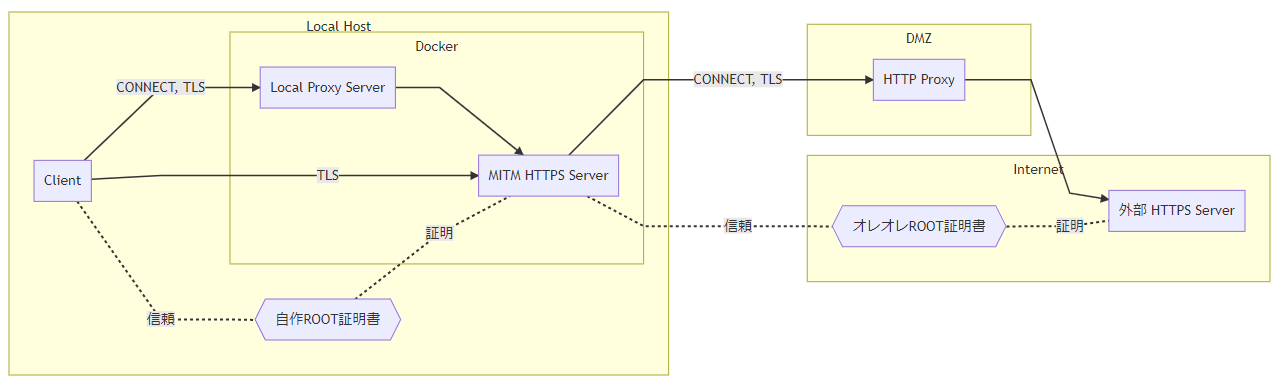 Local Host
Docker
DMZ
CONNECT, TLS
Local Proxy Server
CONNECT, TLS
HTTP Proxy
Client
TLS
MITM HTTPS Server
Internet
証明
信頼
オレオレROOT証明書
証明
外部 HTTPS Server
信頼
自作ROOT証明書